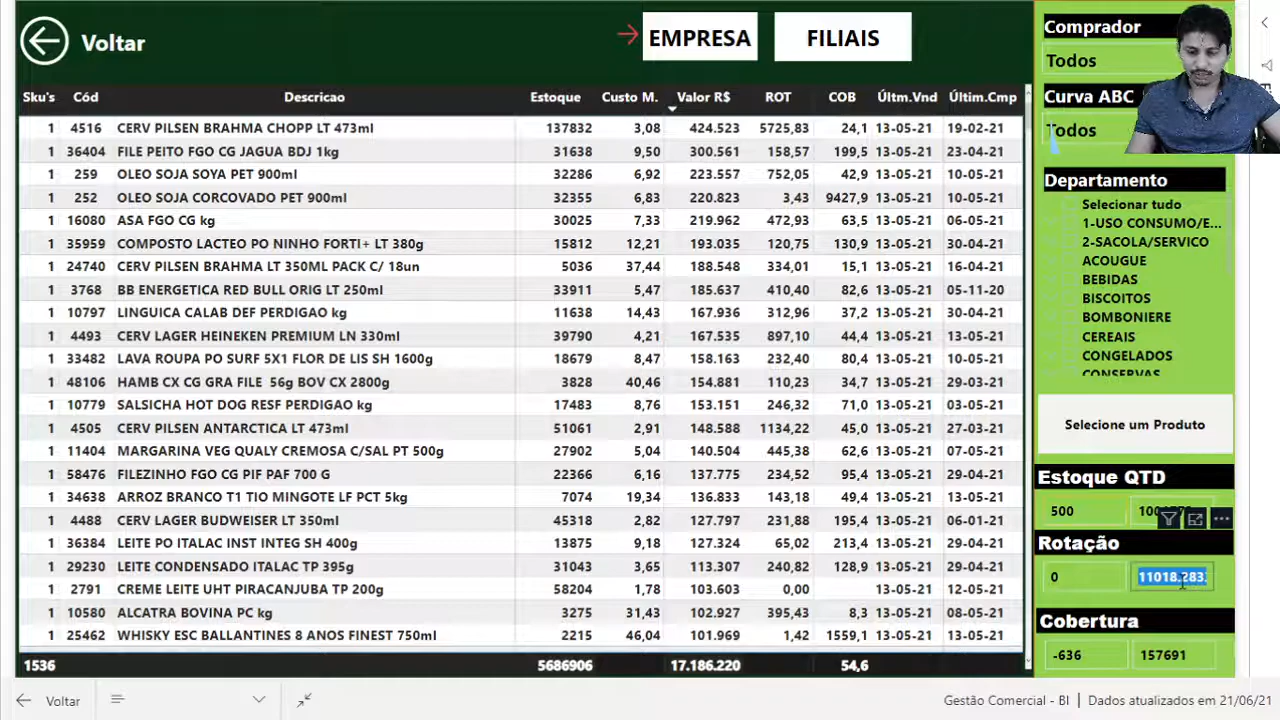 Voltar
EMPRESA
FILIAIS
Sku's Cód Descricao Estoque Custo M. Valor R$ ROT COB Últm.Vnd Últim.Cmp
1 4516 CERV PILSEN BRAHMA CHOPP LT 473ml 137832 3,08 424.523 5725,83 24,1 13-05-21 19-02-21
1 36404 FILE PEITO FGO CG JAGUA BDJ 1kg 31638 9,50 300.561 158,57 199,5 13-05-21 23-04-21
1 259 OLEO SOJA SOYA PET 900ml 32286 6,92 223.557 752,05 42,9 13-05-21 10-05-21
1 252 OLEO SOJA CORCOVADO PET 900ml 32355 6,83 220.823 3,43 9427,9 13-05-21 10-05-21
1 16080 ASA FGO CG kg 30025 7,33 219.962 472,93 63,5 13-05-21 06-05-21
1 35959 COMPOSTO LACTEO PO NINHO FORTI+ LT 380g 15812 12,21 193.035 120,75 130,9 13-05-21 30-04-21
1 24740 CERV PILSEN BRAHMA LT 350ML PACK C/ 18un 5036 37,44 188.548 334,01 15,1 13-05-21 16-04-21
1 3768 BB ENERGETICA RED BULL ORIG LT 250ml 33911 5,47 185.637 410,40 82,6 13-05-21 05-11-20
1 10797 LINGUICA CALAB DEF PERDIGAO kg 11638 14,43 167.936 312,96 37,2 13-05-21 30-04-21
1 4493 CERV LAGER HEINEKEN PREMIUM LN 330ml 39790 4,21 167.535 897,10 44,4 13-05-21 13-05-21
1 33482 LAVA ROUPA PO SURF 5X1 FLOR DE LIS SH 1600g 18679 8,47 158.163 232,40 80,4 13-05-21 10-05-21
1 48106 HAMB CX CG GRA FILE 56g BOV CX 2800g 3828 40,46 154.881 110,23 34,7 13-05-21 29-03-21
1 10779 SALSICHA HOT DOG RESF PERDIGAO kg 17483 8,76 153.151 246,32 71,0 13-05-21 03-05-21
1 4505 CERV PILSEN ANTARCTICA LT 473ml 51061 2,91 148.588 1134,22 45,0 13-05-21 27-03-21
1 11404 MARGARINA VEG QUALY CREMOSA C/SAL PT 500g 27902 5,04 140.504 445,38 62,6 13-05-21 07-05-21
1 58476 FILEZINHO FGO CG PIF PAF 700 G 22366 6,16 137.775 234,52 95,4 13-05-21 29-04-21
1 34638 ARROZ BRANCO T1 TIO MINGOTE LF PCT 5kg 7074 19,34 136.833 143,18 49,4 13-05-21 13-05-21
1 4488 CERV LAGER BUDWEISER LT 350ml 45318 2,82 127.797 231,88 195,4 13-05-21 06-01-21
1 36384 LEITE PO ITALAC INST INTEG SH 400g 13875 9,18 127.324 65,02 213,4 13-05-21 29-04-21
1 29230 LEITE CONDENSADO ITALAC TP 395g 31043 3,65 113.307 240,82 128,9 13-05-21 29-04-21
1 2791 CREME LEITE UHT PIRACANJUBA TP 200g 58204 1,78 103.603 0,00 13-05-21 12-05-21
1 10580 ALCATRA BOVINA PC kg 3275 31,43 102.927 395,43 8,3 13-05-21 08-05-21
1 25462 WHISKY ESC BALLANTINES 8 ANOS FINEST 750ml 2215 46,04 101.969 1,42 1559,1 13-05-21 13-05-21
1536 5686906 17.186.220 54,6
Comprador
Todos
Curva ABC
Todos
Departamento
Selecionar tudo
1-USO CONSUMO/E...
2-SACOLA/SERVICO
ACOUGUE
BEBIDAS
BISCOITOS
BOMBONIERE
CEREAIS
CONGELADOS
CONSERVAS
Selecione um Produto
Estoque QTD
500
Rotação
0 11018.283
Cobertura
-636 157691
Voltar
Gestão Comercial - BI | Dados atualizados em 21/06/21